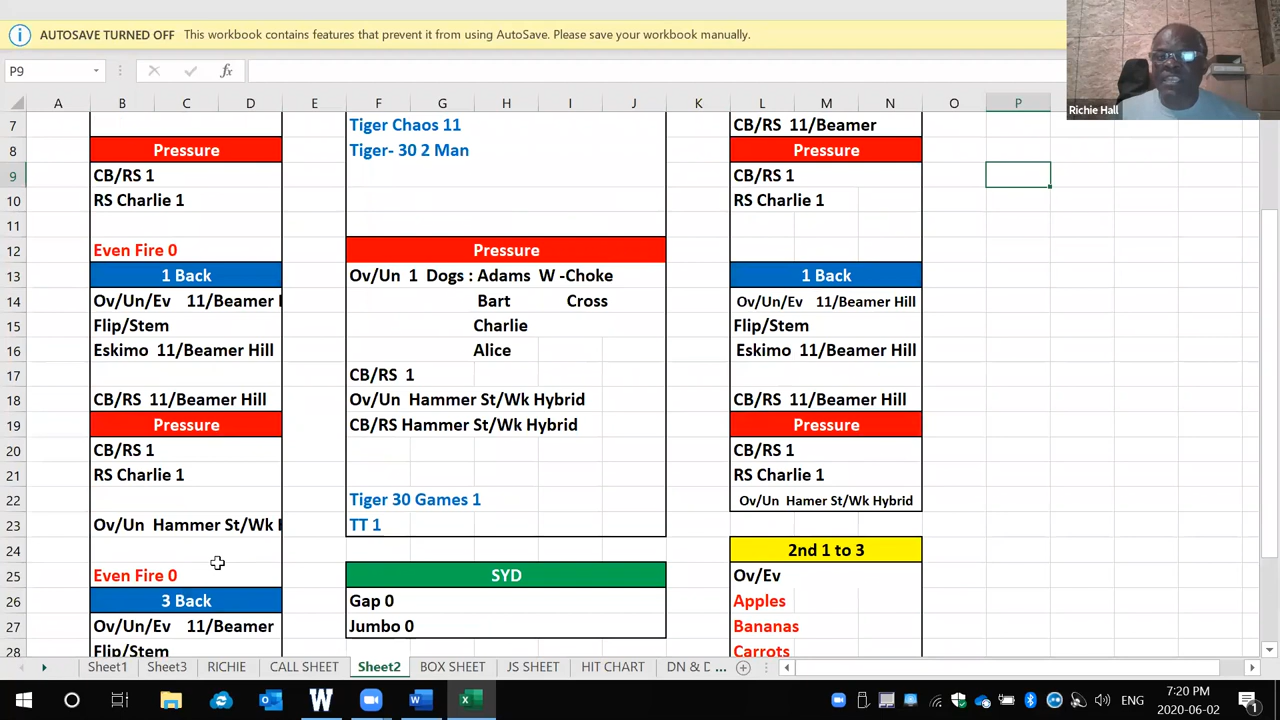 AUTOSAVE TURNED OFF This workbook contains features that prevent it from using AutoSave. Please save your workbook manually.
Richie Hall
P9 fx
A B C D E F G H I J K L M N O P
7 Tiger Chaos 11 CB/RS 11/Beamer
8 Pressure Tiger- 30 2 Man Pressure
9 CB/RS 1 CB/RS 1
10 RS Charlie 1 RS Charlie 1
11
12 Even Fire 0 Pressure
13 1 Back Ov/Un 1 Dogs : Adams W -Choke 1 Back
14 Ov/Un/Ev 11/Beamer Bart Cross Ov/Un/Ev 11/Beamer Hill
15 Flip/Stem Charlie Flip/Stem
16 Eskimo 11/Beamer Hill Alice Eskimo 11/Beamer Hill
17 CB/RS 1
18 CB/RS 11/Beamer Hill Ov/Un Hammer St/Wk Hybrid CB/RS 11/Beamer Hill
19 Pressure CB/RS Hammer St/Wk Hybrid Pressure
20 CB/RS 1 CB/RS 1
21 RS Charlie 1 RS Charlie 1
22 Tiger 30 Games 1 Ov/Un Hamer St/Wk Hybrid
23 Ov/Un Hammer St/Wk TT 1
24 2nd 1 to 3
25 Even Fire 0 SYD Ov/Ev
26 3 Back Gap 0 Apples
27 Ov/Un/Ev 11/Beamer Jumbo 0 Bananas
28 Flip/Stem Carrots
Sheet1 Sheet3 RICHIE CALL SHEET Sheet2 BOX SHEET JS SHEET HIT CHART DN & D ...
ENG 7:20 PM
2020-06-02
1